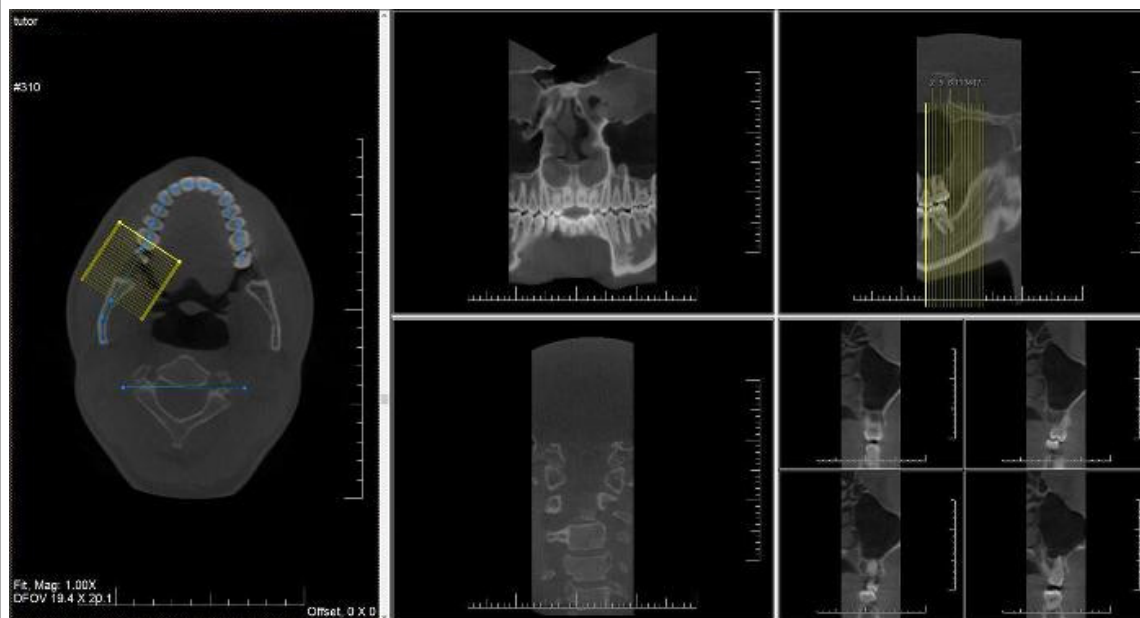 tutor
#310
Fit, Mag: 1.00X
DFOV 19.4 X 20.1
Offset, 0 X 0